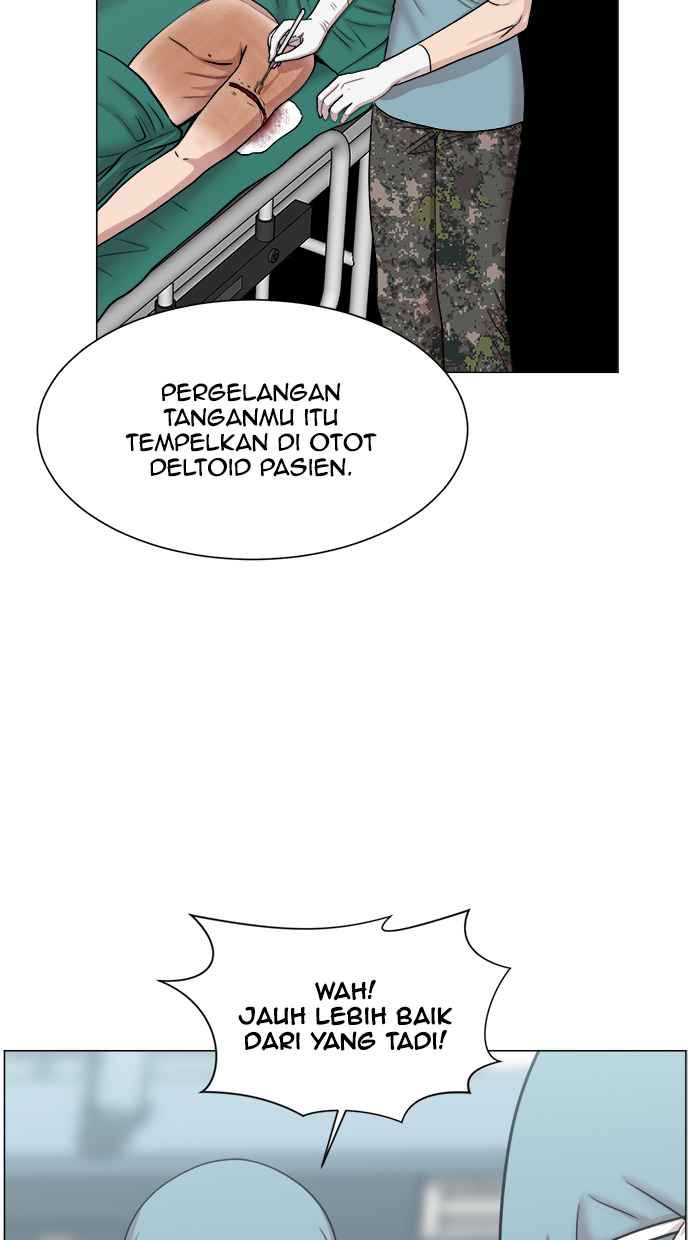 PERGELANGAN
TANGANMU ITU
TEMPELKAN DI OTOT
DELTOID PASIEN.
WAH!
JAUH LEBIH BAIK
DARI YANG TADI!